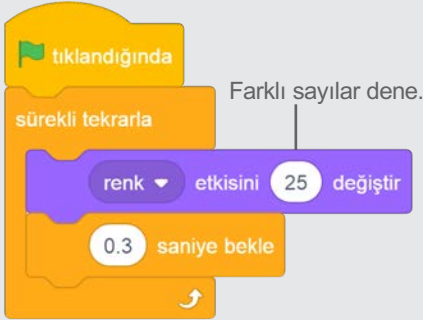 tıklandığında
Farklı sayılar dene.
sürekli tekrarla
renk etkisini 25 değiştir
0.3 saniye bekle